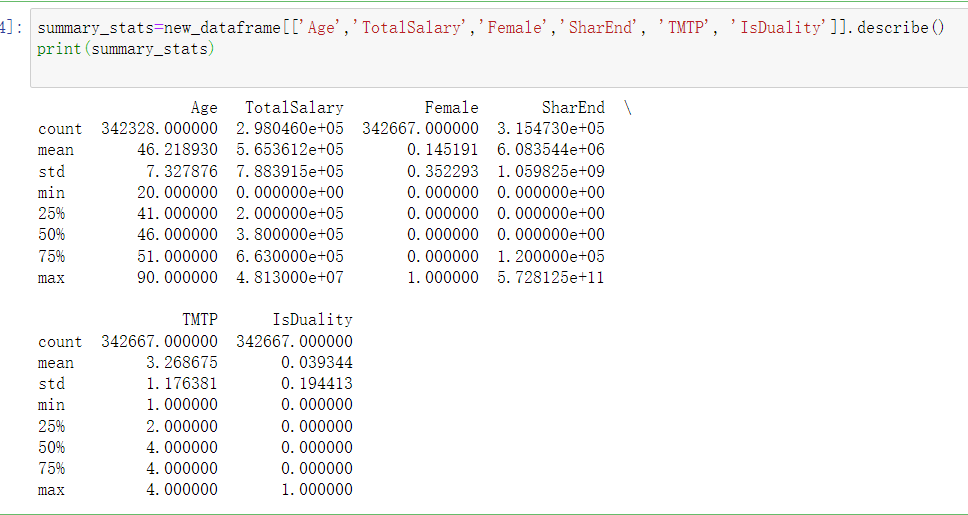 4]: summary_stats=new_dataframe[['Age','TotalSalary','Female','SharEnd', 'TMTP', 'IsDuality']].describe()
print(summary_stats)
Age TotalSalary Female SharEnd \
count 342328.000000 2.980460e+05 342667.000000 3.154730e+05
mean 46.218930 5.653612e+05 0.145191 6.083544e+06
std 7.327876 7.883915e+05 0.352293 1.059825e+09
min 20.000000 0.000000e+00 0.000000 0.000000e+00
25% 41.000000 2.000000e+05 0.000000 0.000000e+00
50% 46.000000 3.800000e+05 0.000000 0.000000e+00
75% 51.000000 6.630000e+05 0.000000 1.200000e+05
max 90.000000 4.813000e+07 1.000000 5.728125e+11
TMTP IsDuality
count 342667.000000 342667.000000
mean 3.268675 0.039344
std 1.176381 0.194413
min 1.000000 0.000000
25% 2.000000 0.000000
50% 4.000000 0.000000
75% 4.000000 0.000000
max 4.000000 1.000000